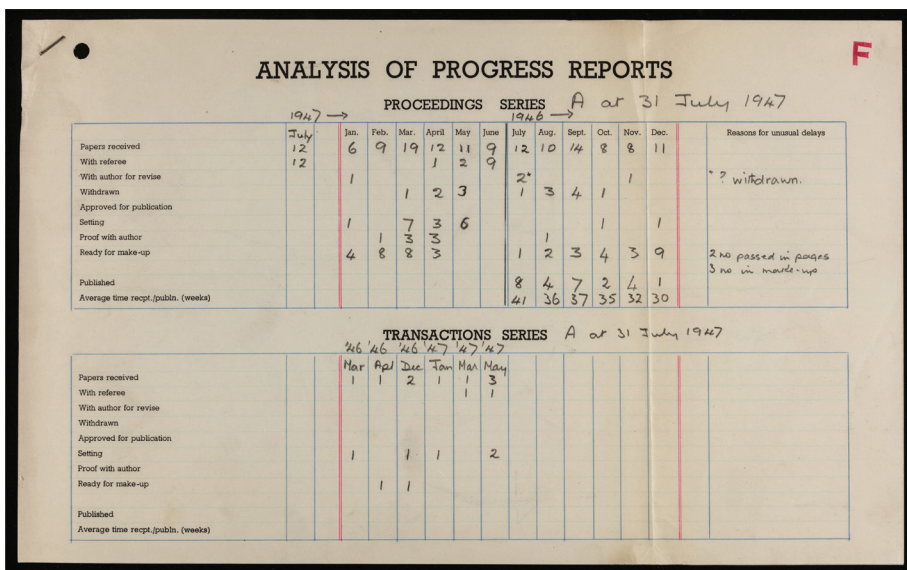 F
ANALYSIS OF PROGRESS REPORTS
PROCEEDINGS SERIES A at 31 July 1947
1947 → 1946 →
July Jan. Feb. Mar. April May June July Aug. Sept. Oct. Nov. Dec. Reasons for unusual delays
Papers received 12 6 9 19 12 11 9 12 10 14 8 8 11
With referee 12 1 2 9
With author for revise 1 2* 1 * ? withdrawn.
Withdrawn 1 2 3 1 3 4 1
Approved for publication
Setting 1 7 3 6 1 1
Proof with author 1 3 3 1
Ready for make-up 4 8 8 3 1 2 3 4 3 9 2 no passed in pages
3 no in made-up
Published 8 4 7 2 4 1
Average time recpt./publn. (weeks) 41 36 37 35 32 30
TRANSACTIONS SERIES A at 31 July 1947
'46 '46 '46 '47 '47 '47
Mar Apl Dec Jan Mar May
Papers received 1 1 2 1 1 3
With referee 1 1
With author for revise
Withdrawn
Approved for publication
Setting 1 1 1 2
Proof with author
Ready for make-up 1 1
Published
Average time recpt./publn. (weeks)